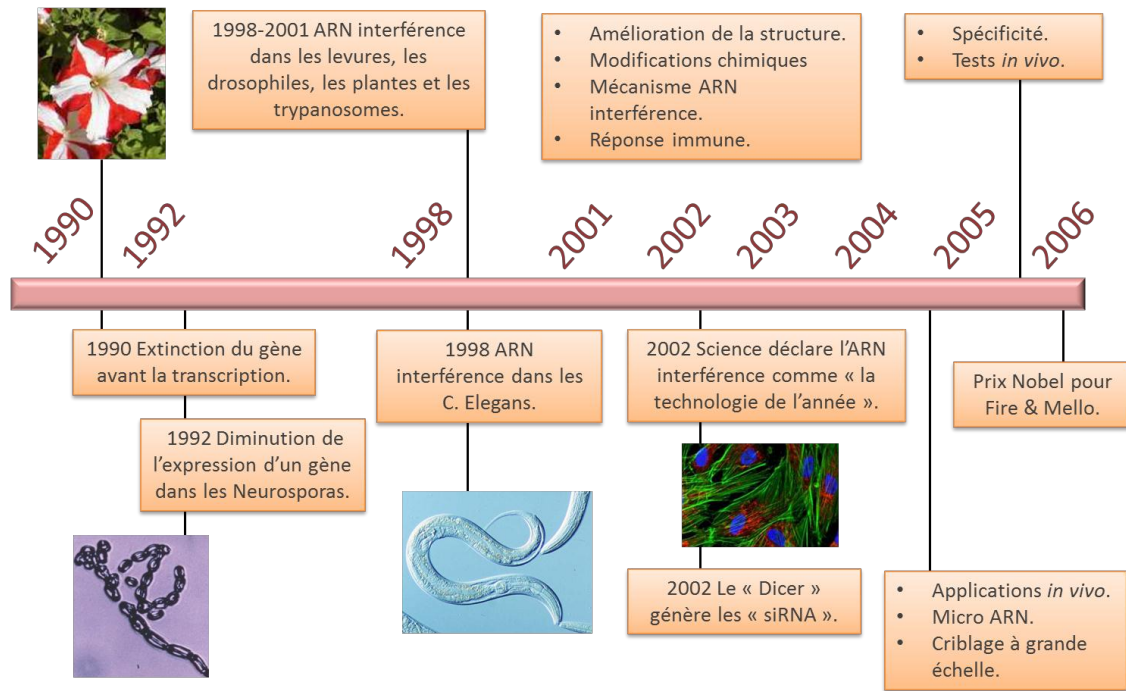 1998-2001 ARN interférence
dans les levures, les
drosophiles, les plantes et les
trypanosomes.
• Amélioration de la structure.
• Modifications chimiques
• Mécanisme ARN
interférence.
• Réponse immune.
• Spécificité.
• Tests in vivo.
1990
1992
1998
2001
2002
2003
2004
2005
2006
1990 Extinction du gène
avant la transcription.
1992 Diminution de
l’expression d’un gène
dans les Neurosporas.
1998 ARN
interférence dans les
C. Elegans.
2002 Science déclare l’ARN
interférence comme « la
technologie de l’année ».
2002 Le « Dicer »
génère les « siRNA ».
Prix Nobel pour
Fire & Mello.
• Applications in vivo.
• Micro ARN.
• Criblage à grande
échelle.